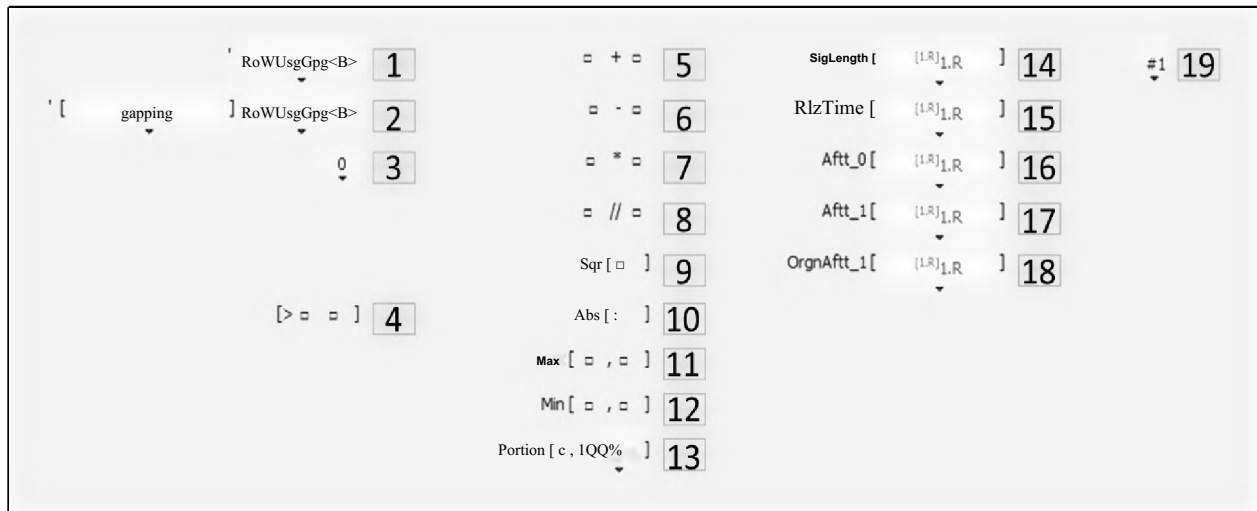 ' RoWUsgGpg<B> 1
'[ gapping ] RoWUsgGpg<B> 2
0 3
[> □ □ ] 4
□ + □ 5
□ - □ 6
□ * □ 7
□ // □ 8
Sqr [ □ ] 9
Abs [ : ] 10
Max [ □ , □ ] 11
Min [ □ , □ ] 12
Portion [ c , 1QQ% ] 13
SigLength [ [1.R]1.R ] 14
RlzTime [ [1.R]1.R ] 15
Aftt_0 [ [1.R]1.R ] 16
Aftt_1 [ [1.R]1.R ] 17
OrgnAftt_1 [ [1.R]1.R ] 18
#1 19